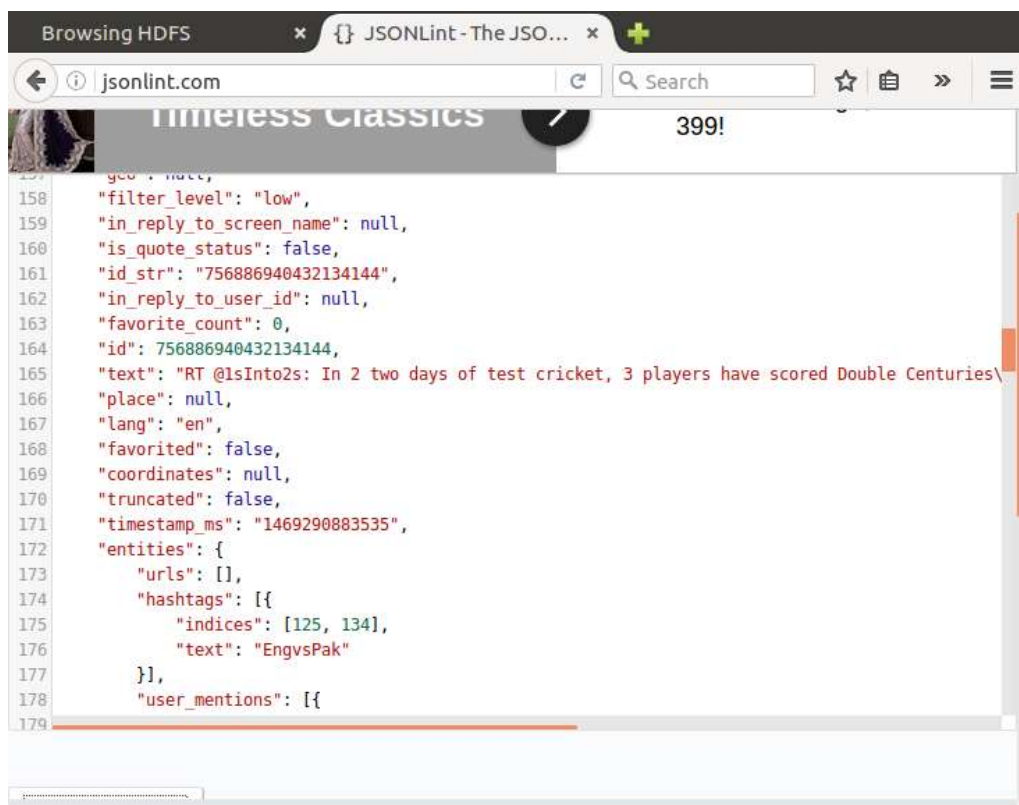 Browsing HDFS × {} JSONLint - The JSO... ×
jsonlint.com Search »
Timeless Classics
399!
157 "geo": null,
158 "filter_level": "low",
159 "in_reply_to_screen_name": null,
160 "is_quote_status": false,
161 "id_str": "756886940432134144",
162 "in_reply_to_user_id": null,
163 "favorite_count": 0,
164 "id": 756886940432134144,
165 "text": "RT @1sInto2s: In 2 two days of test cricket, 3 players have scored Double Centuries\
166 "place": null,
167 "lang": "en",
168 "favorited": false,
169 "coordinates": null,
170 "truncated": false,
171 "timestamp_ms": "1469290883535",
172 "entities": {
173 "urls": [],
174 "hashtags": [{
175 "indices": [125, 134],
176 "text": "EngvsPak"
177 }],
178 "user_mentions": [{
179